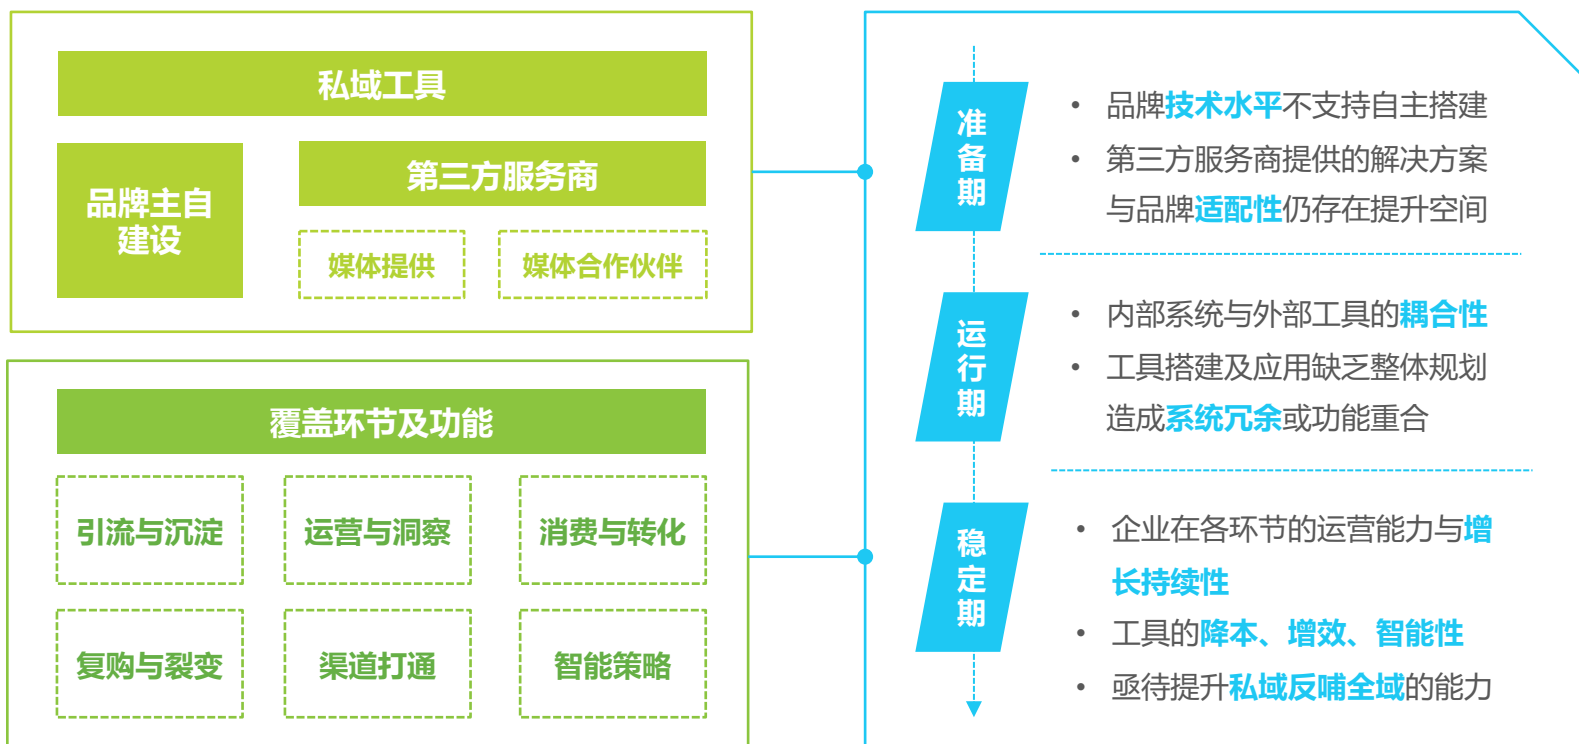 私域工具
品牌主自
建设
第三方服务商
媒体提供
媒体合作伙伴
覆盖环节及功能
引流与沉淀
运营与洞察
消费与转化
复购与裂变
渠道打通
智能策略
准备期
• 品牌技术水平不支持自主搭建
• 第三方服务商提供的解决方案
与品牌适配性仍存在提升空间
运行期
• 内部系统与外部工具的耦合性
• 工具搭建及应用缺乏整体规划
造成系统冗余或功能重合
稳定期
• 企业在各环节的运营能力与增
长持续性
• 工具的降本、增效、智能性
• 亟待提升私域反哺全域的能力